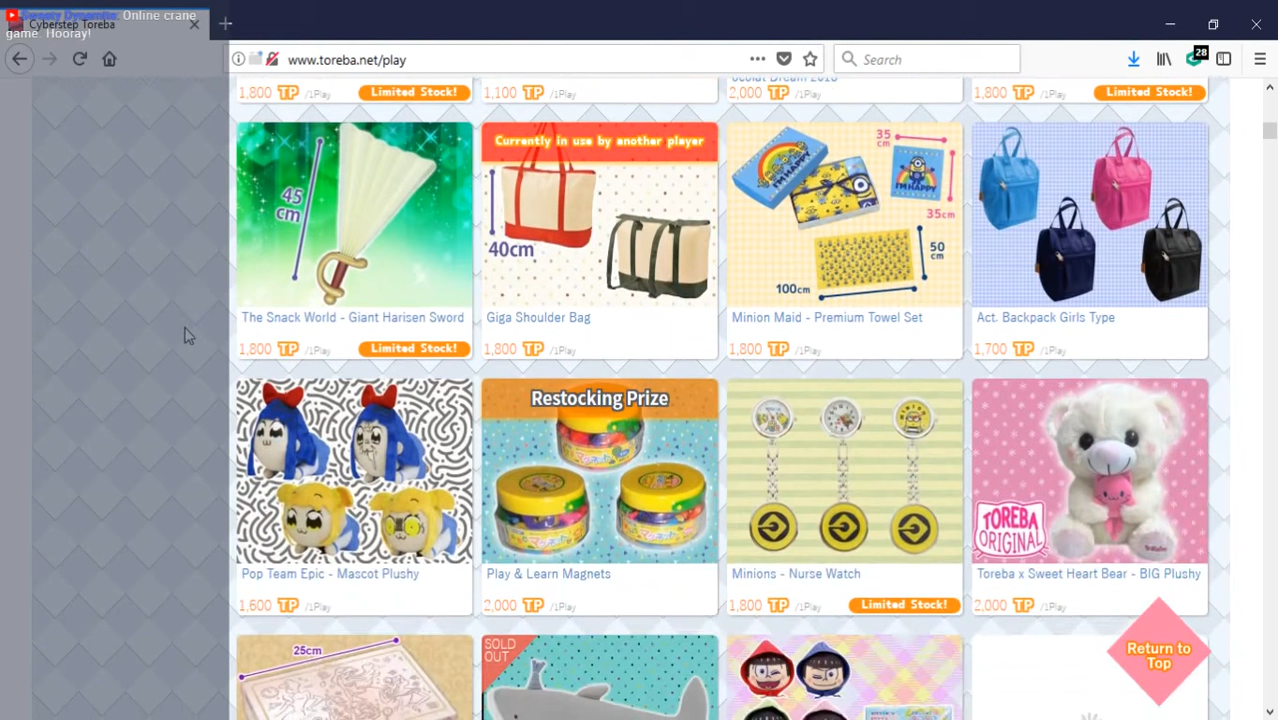 Sweety Dynamite: Online crane
game. Hooray!
Cyberstep Toreba
www.toreba.net/play
Search
28
1,800 TP /1Play Limited Stock!
1,100 TP /1Play
2,000 TP /1Play
1,800 TP /1Play Limited Stock!
45
cm
The Snack World - Giant Harisen Sword
1,800 TP /1Play Limited Stock!
Currently in use by another player
40cm
Giga Shoulder Bag
1,800 TP /1Play
35
cm
I'M HAPPY
I'M HAPPY
35cm
50
cm
100cm
Minion Maid - Premium Towel Set
1,800 TP /1Play
Act. Backpack Girls Type
1,700 TP /1Play
Pop Team Epic - Mascot Plushy
1,600 TP /1Play
Restocking Prize
Play & Learn Magnets
2,000 TP /1Play
Minions - Nurse Watch
1,800 TP /1Play Limited Stock!
TOREBA
ORIGINAL
Toreba x Sweet Heart Bear - BIG Plushy
2,000 TP /1Play
25cm
SOLD
OUT
Return to
Top